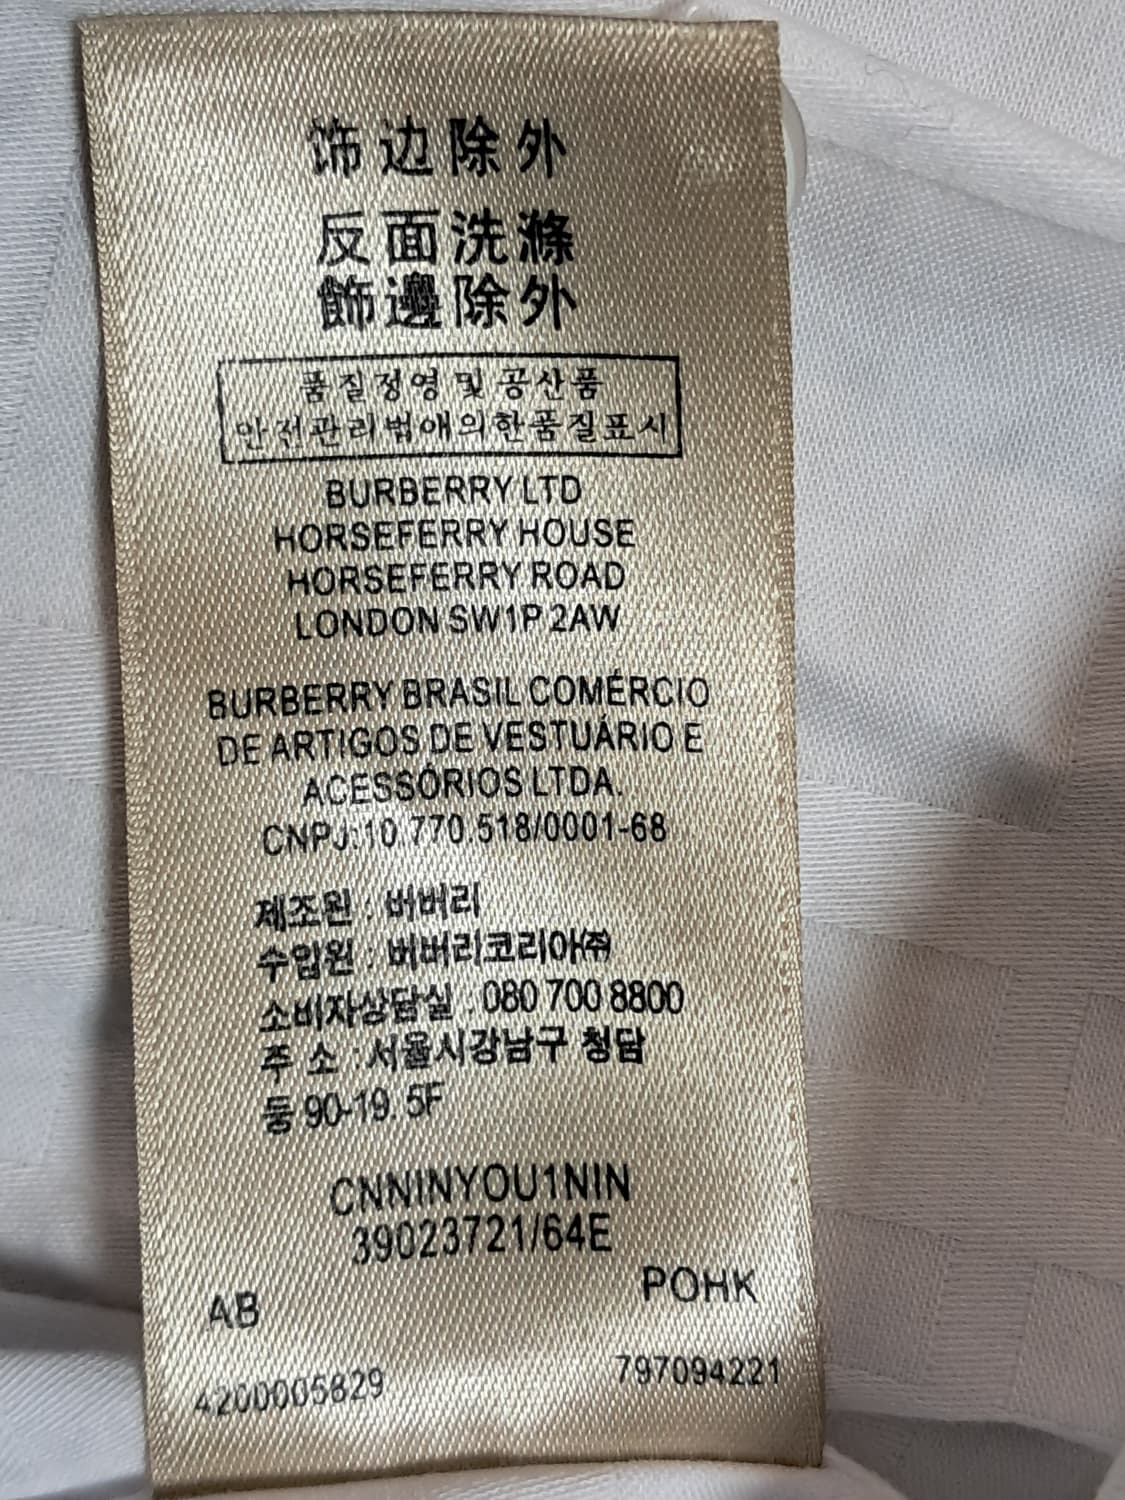 饰边除外
反面洗滌
飾邊除外
품질경영 및 공산품
안전관리법애의한품질표시
BURBERRY LTD
HORSEFERRY HOUSE
HORSEFERRY ROAD
LONDON SW1P 2AW
BURBERRY BRASIL COMÉRCIO
DE ARTIGOS DE VESTUÁRIO E
ACESSÓRIOS LTDA.
CNPJ:10.770.518/0001-68
제조원 : 버버리
수입원 : 버버리코리아㈜
소비자상담실 : 080 700 8800
주 소 : 서울시강남구 청담
둥 90-19. 5F
CNNINYOU1NIN
39023721/64E
AB
POHK
4200005829
797094221